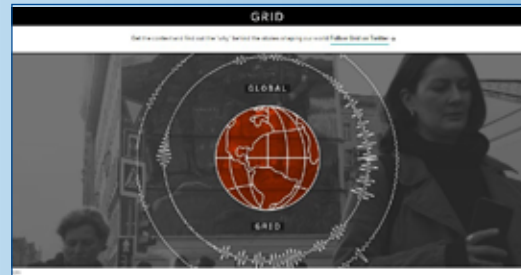 GRID
Get the context and find out the "why" behind the stories shaping our world Follow Grid on Twitter
GLOBAL
GRID